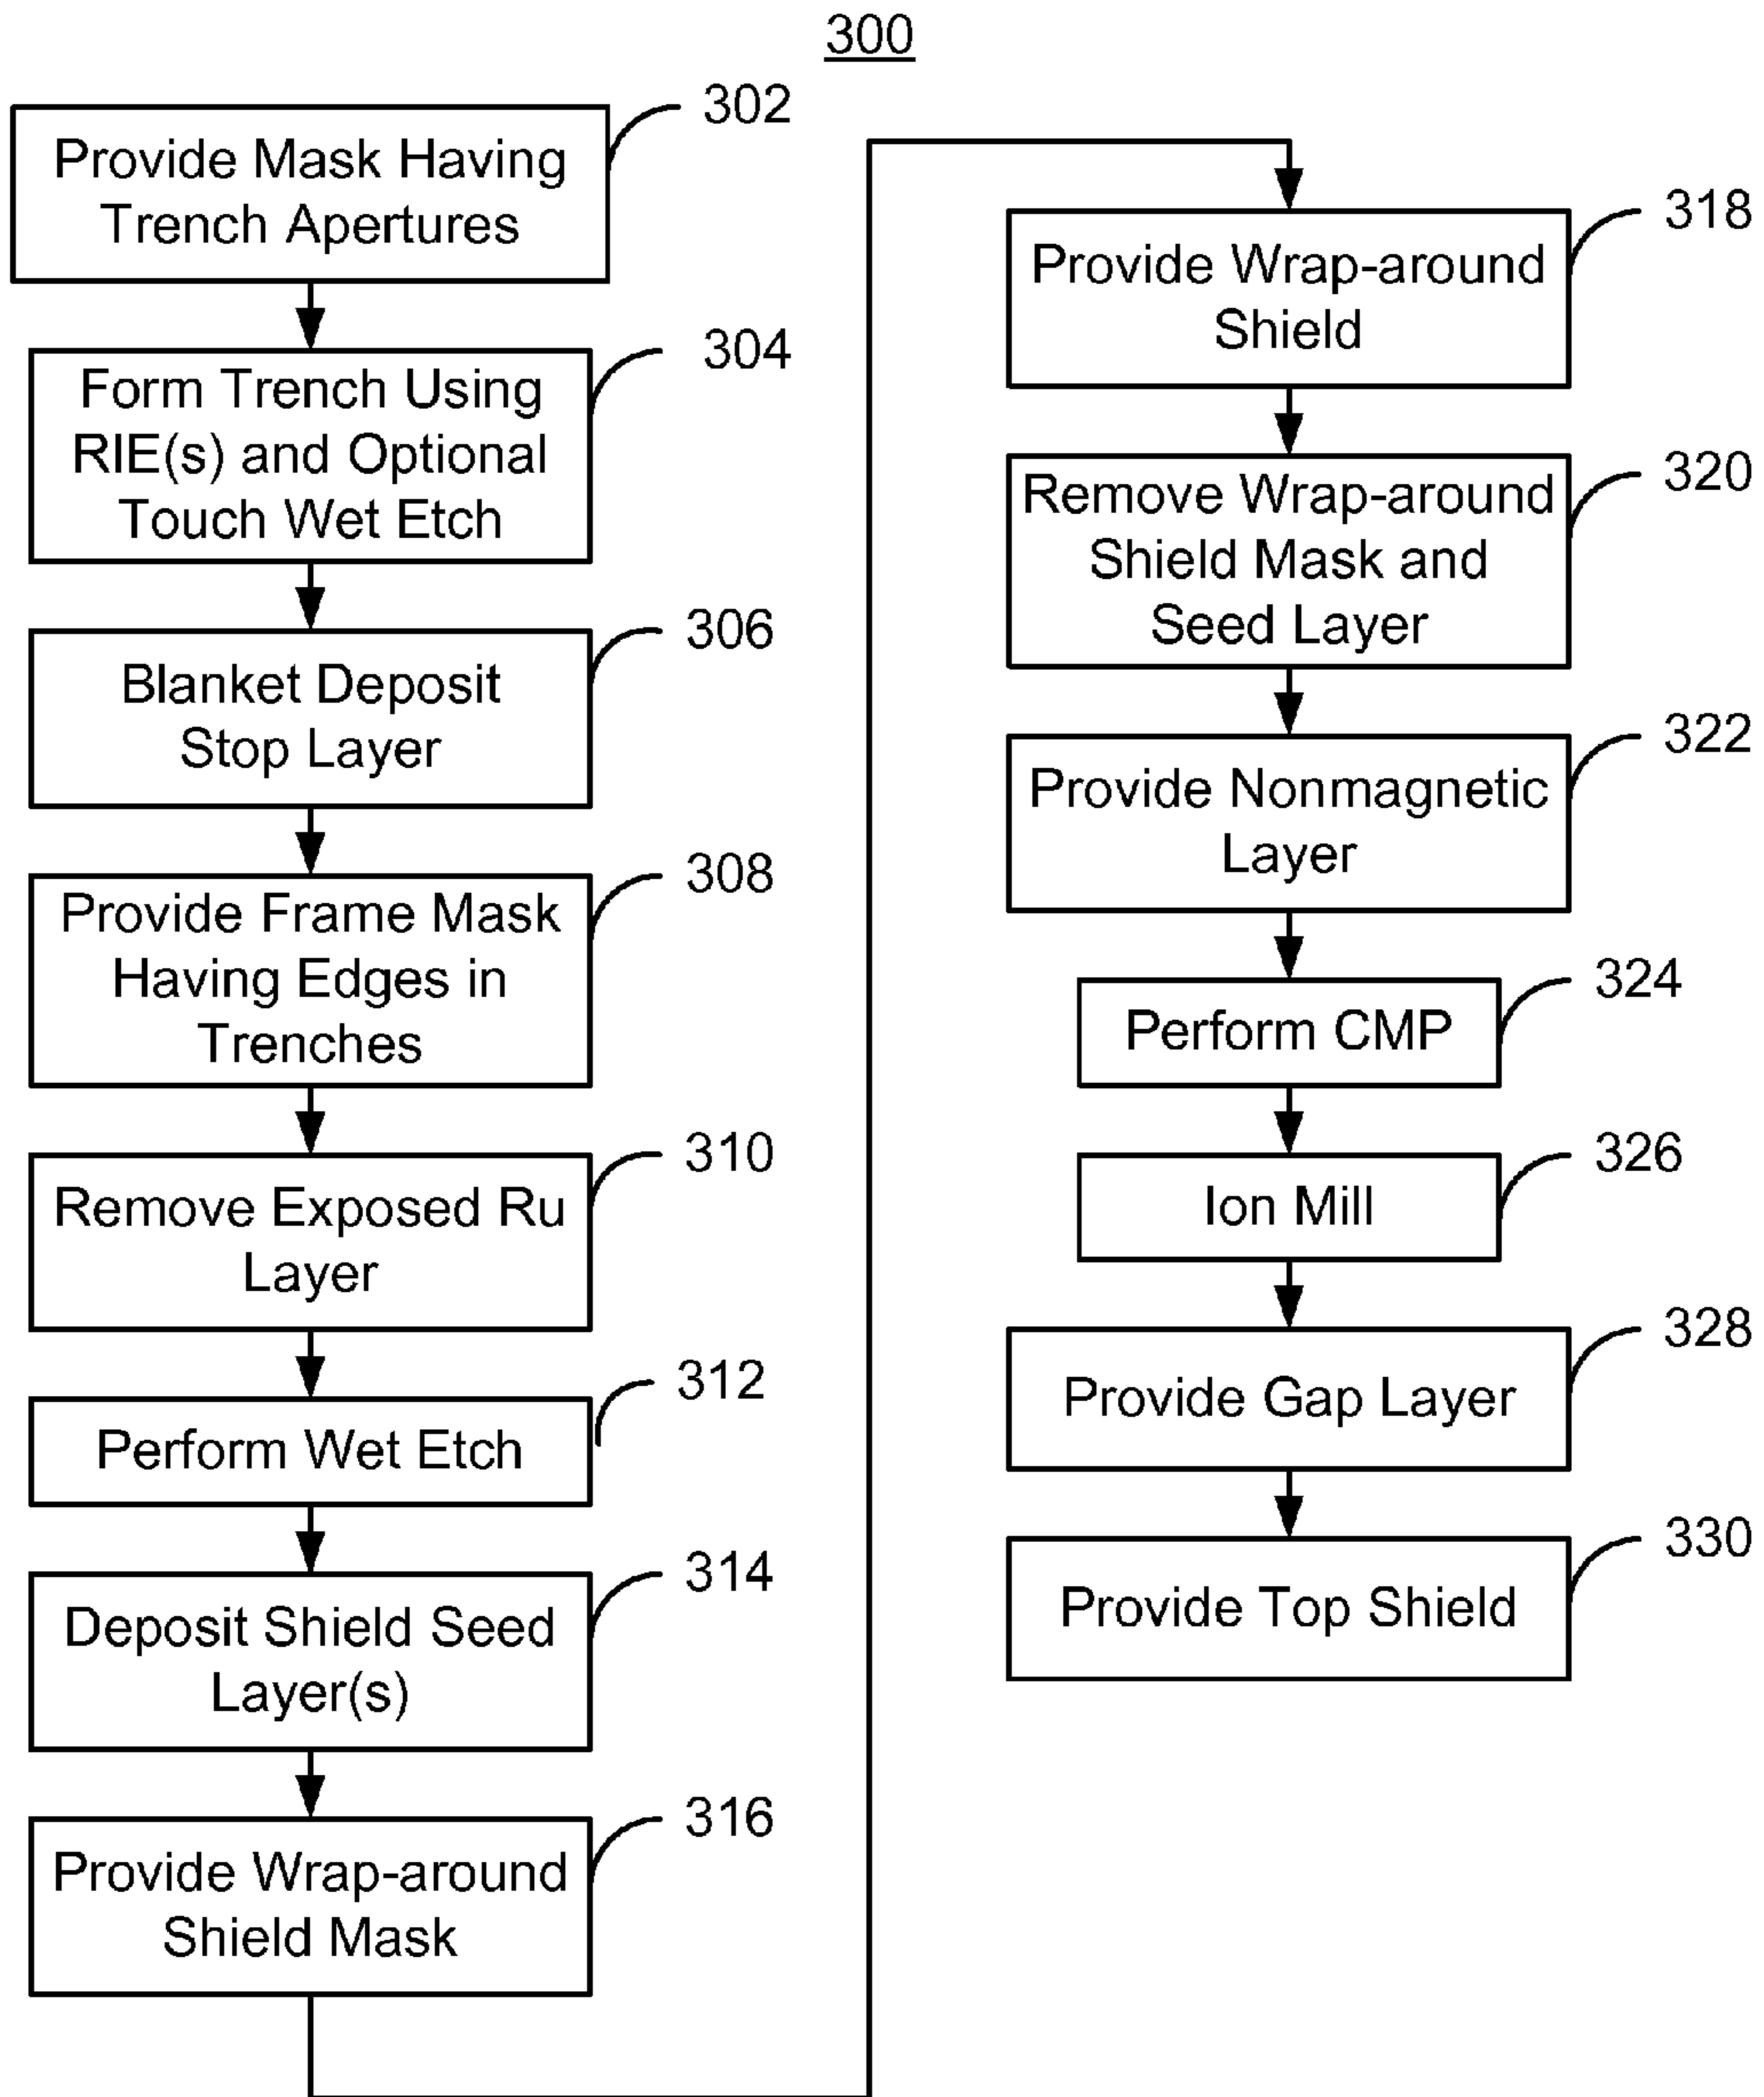 300
302
Provide Mask Having
Trench Apertures
304
Form Trench Using
RIE(s) and Optional
Touch Wet Etch
306
Blanket Deposit
Stop Layer
308
Provide Frame Mask
Having Edges in
Trenches
310
Remove Exposed Ru
Layer
312
Perform Wet Etch
314
Deposit Shield Seed
Layer(s)
316
Provide Wrap-around
Shield Mask
318
Provide Wrap-around
Shield
320
Remove Wrap-around
Shield Mask and
Seed Layer
322
Provide Nonmagnetic
Layer
324
Perform CMP
326
Ion Mill
328
Provide Gap Layer
330
Provide Top Shield